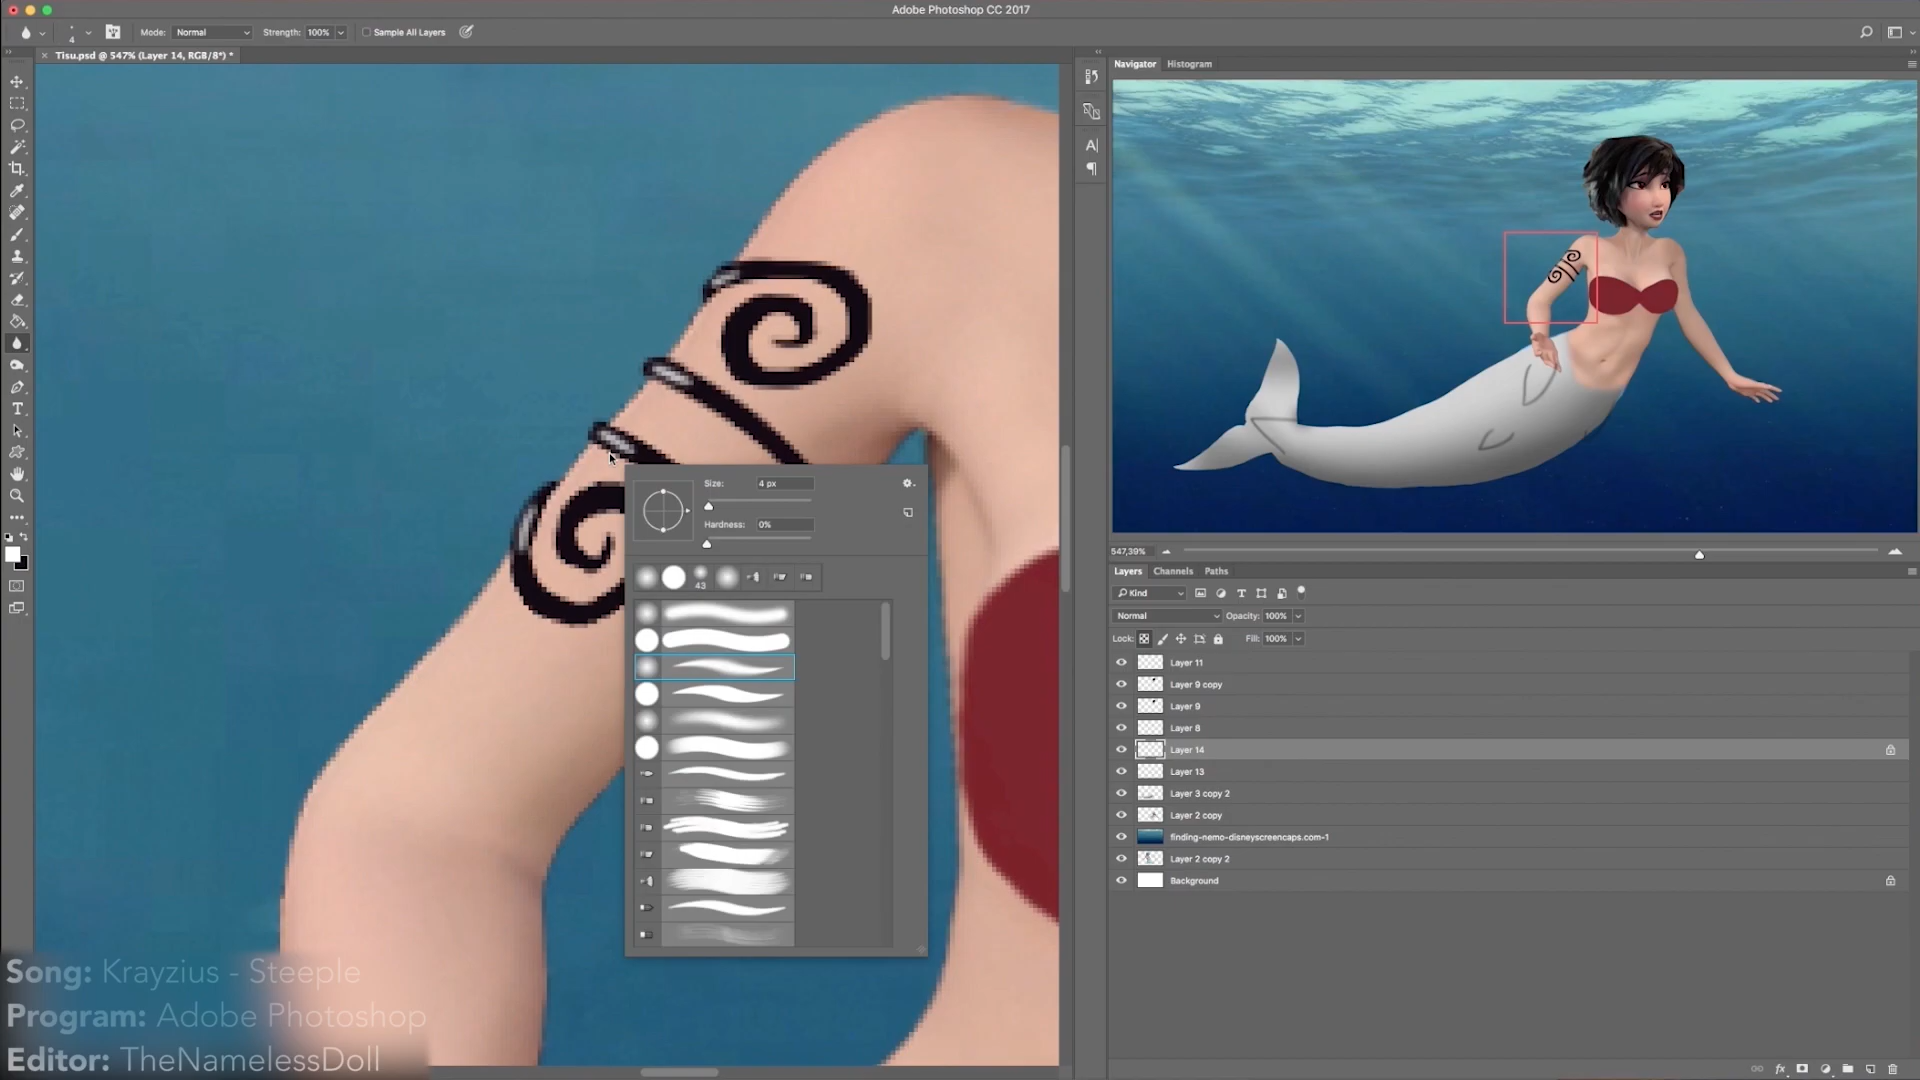 Adobe Photoshop CC 2017
4
Mode: Normal
Strength: 100%
Sample All Layers
Tisu.psd @ 547% (Layer 14, RGB/8*) *
Navigator
Histogram
Size: 4 px
Hardness: 0%
43
547,39%
Layers
Channels
Paths
Kind
Normal
Opacity: 100%
Lock:
Fill: 100%
Layer 11
Layer 9 copy
Layer 9
Layer 8
Layer 14
Layer 13
Layer 3 copy 2
Layer 2 copy
finding-nemo-disneyscreencaps.com-1
Layer 2 copy 2
Background
fx
Song: Krayzius - Steeple
Program: Adobe Photoshop
Editor: TheNamelessDoll